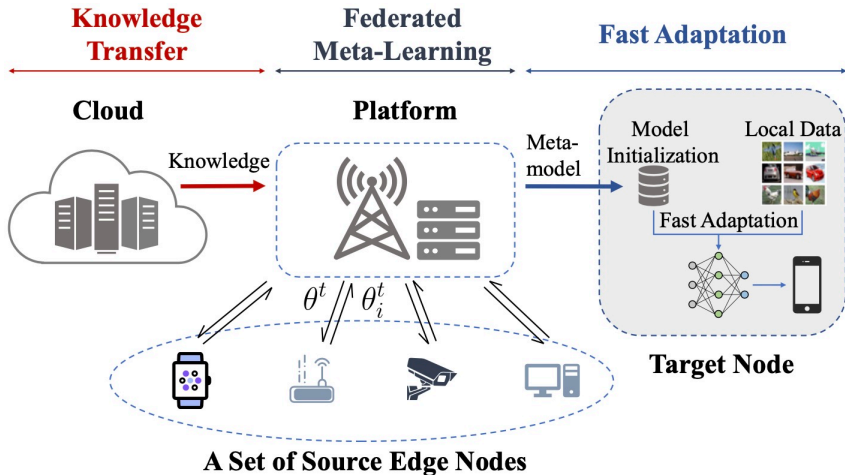 Knowledge
Transfer
Federated
Meta-Learning
Fast Adaptation
Cloud
Platform
Knowledge
Meta-
model
Model
Initialization
Local Data
Fast Adaptation
θ^t
θ_i^t
Target Node
A Set of Source Edge Nodes